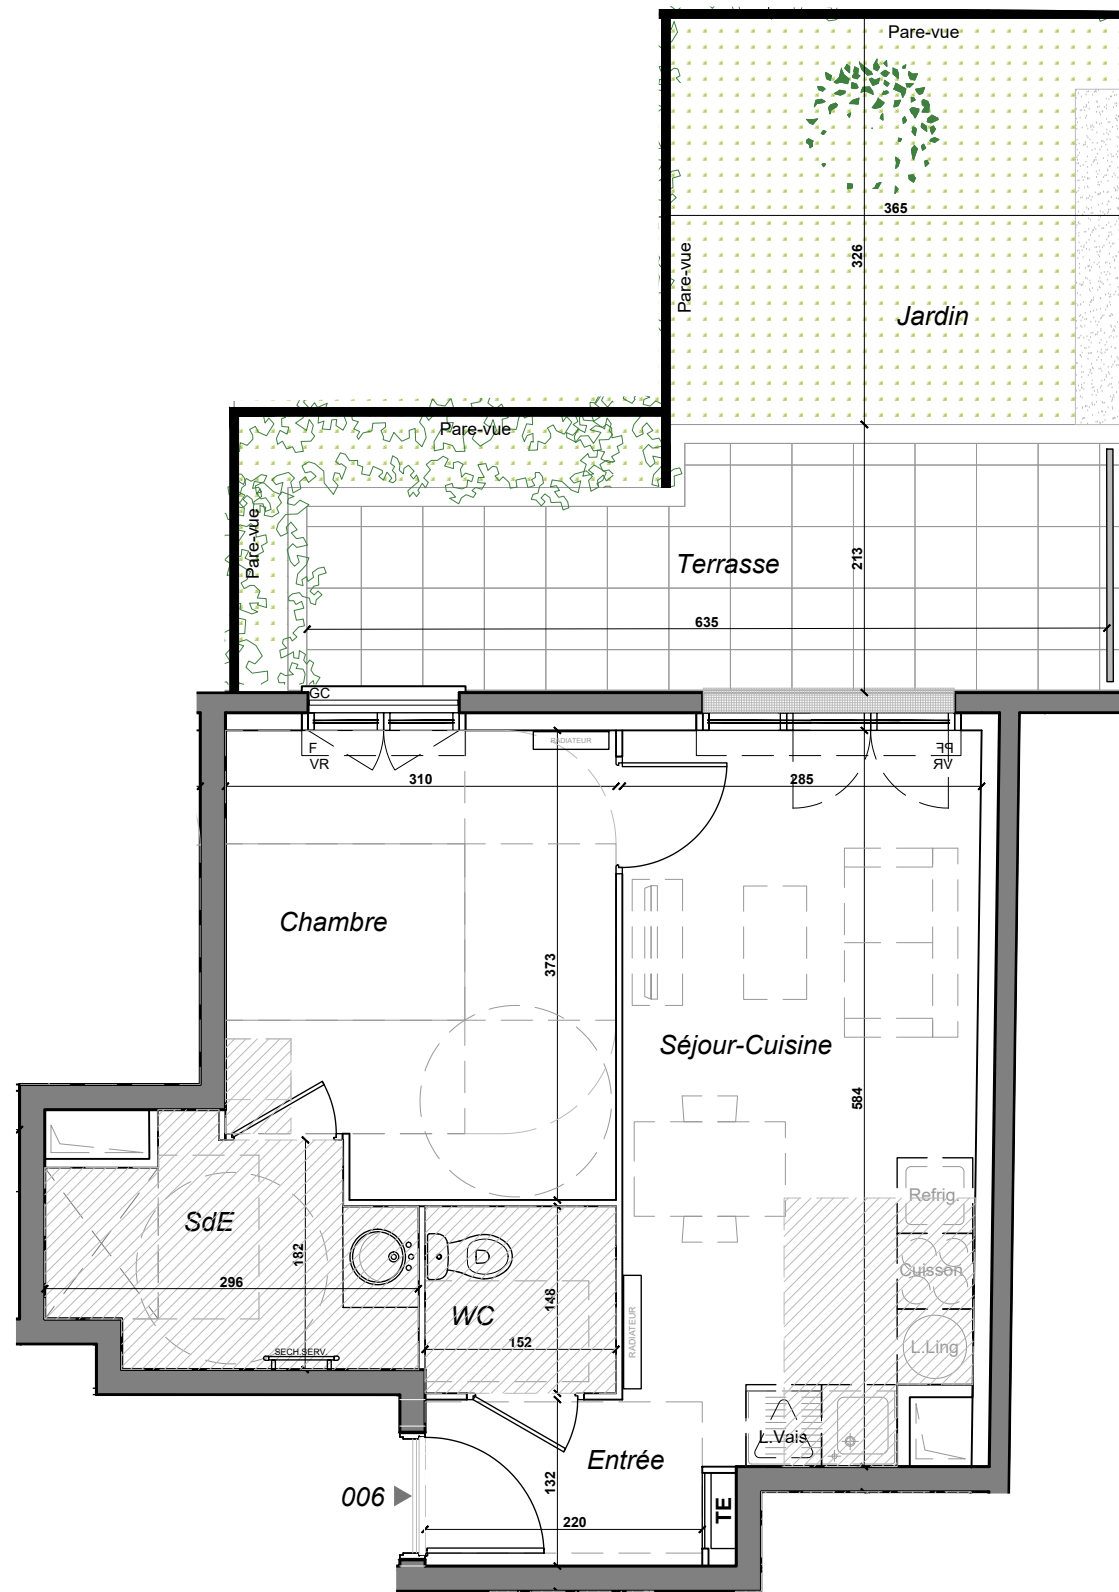 Pare-vue
365
326
Pare-vue
Jardin
Pare-vue
Pare-vue
Terrasse
213
635
GC
F
VR
RADIATEUR
PF
VR
310
285
Chambre
373
Séjour-Cuisine
584
Refrig.
SdE
182
296
Cuisson
WC
148
152
RADIATEUR
L.Ling
SECH.SERV.
L.Vais
Entrée
006
132
220
TE